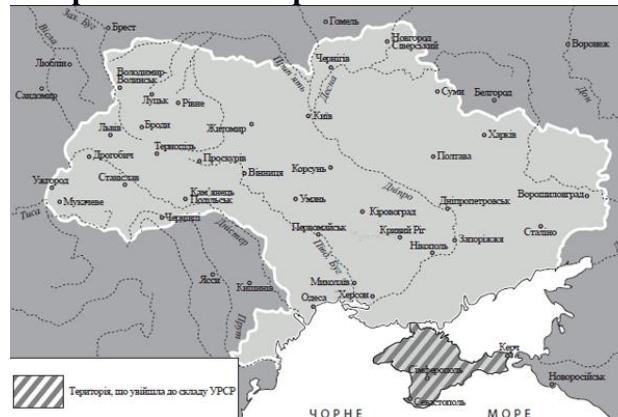 Гомель
Брест
Зах. Буг
Вісла
Новгород
Сіверський
Воронеж
Чернігів
Люблін
Прип'ять
Десна
Володимир-
Волинськ
Суми
Белгород
Дон
Сандомир
Луцьк
Рівне
Київ
Харків
Львів
Броди
Житомир
Полтава
Дрогобич
Тернопіль
Проскурів
Вінниця
Корсунь
Ужгород
Станіслав
Дніпро
Ворошиловград
Мукачеве
Кам'янець
Подольськ
Умань
Кіровоград
Дніпропетровськ
Тиса
Чернівці
Дністер
Первомайськ
Кривий Ріг
Запоріжжя
Сталіно
Півд. Буг
Нікополь
Ясси
Кишинів
Миколаїв
Херсон
Прут
Одеса
Керч
Територія, що увійшла до складу УРСР
Сімферополь
Новоросійськ
Севастополь
ЧОРНЕ МОРЕ